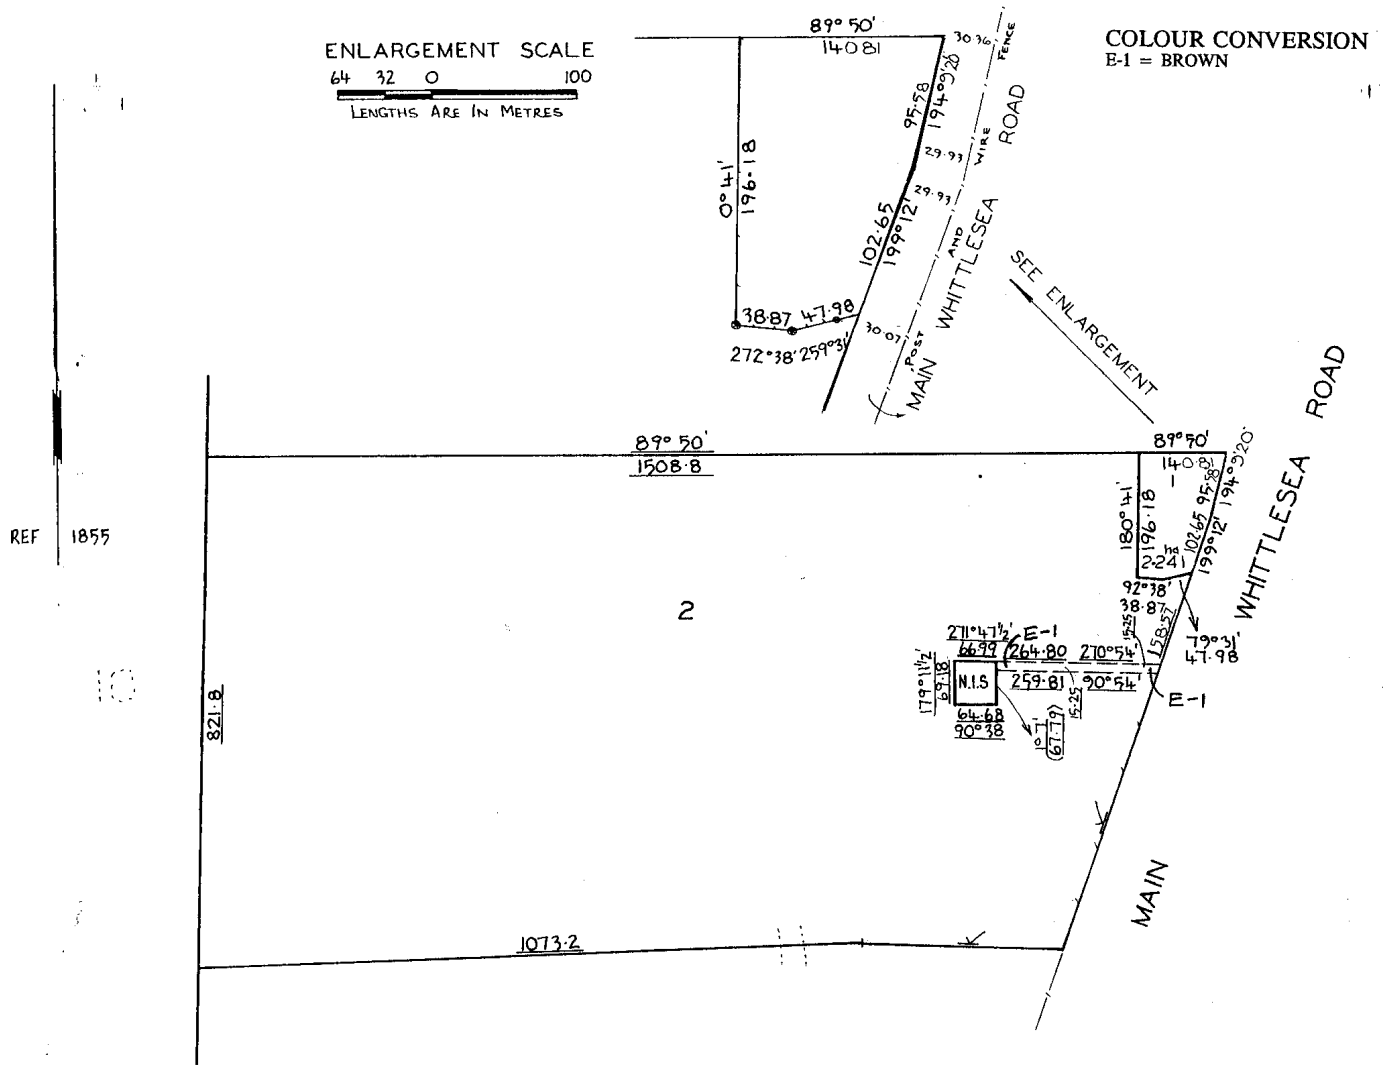 ENLARGEMENT SCALE
64 32 0 100
LENGTHS ARE IN METRES
COLOUR CONVERSION
E-1 = BROWN
89°50'
140.81
30.36
FENCE
95.58
194°9'20"
ROAD
WIRE
29.93
29.93
0°41'
196.18
102.65
199°12'
AND
WHITTLESEA
38.87
47.98
272°38'
259°31'
30.07
POST
MAIN
SEE ENLARGEMENT
ROAD
89°50'
1508.8
89°50'
140.81
1
95.58
194°9'20"
180°41'
196.18
102.65
199°12'
ha
2.241
WHITTLESEA
REF 1855
92°38'
38.87
79°31'
47.98
2
15.25
158.57
271°47½'
66.99
E-1
264.80
270°54'
N.I.S
179°11½'
69.18
259.81
90°54'
15.25
E-1
64.68
90°38
(67.79)
821.8
MAIN
1073.2